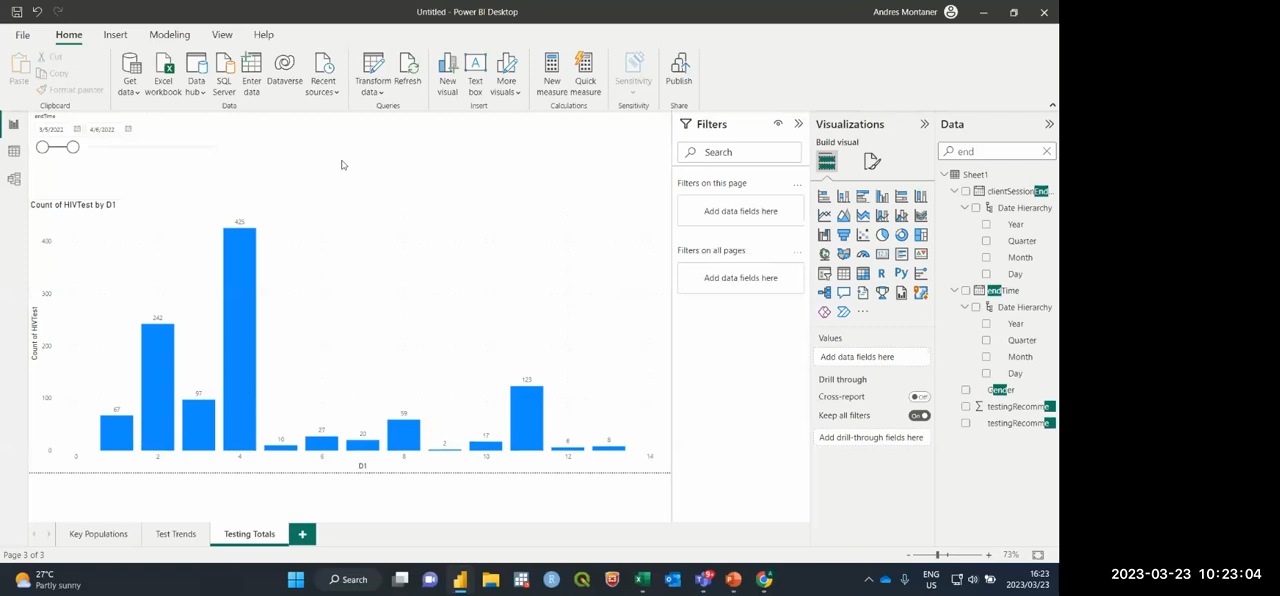 Untitled - Power BI Desktop
Andres Montaner
File Home Insert Modeling View Help
Paste
Cut
Copy
Format painter
Clipboard
Get data
Excel workbook
Data hub
SQL Server
Enter data
Dataverse
Recent sources
Data
Transform data
Refresh
Queries
New visual
Text box
More visuals
Insert
New measure
Quick measure
Calculations
Sensitivity
Sensitivity
Publish
Share
endTime
3/5/2022 4/6/2022
Count of HIVTest by D1
Count of HIVTest
400
300
200
100
0
67
242
97
425
10
27
20
59
2
17
123
6
8
0 2 4 6 8 10 12 14
D1
Filters
Search
Filters on this page
...
Add data fields here
Filters on all pages
...
Add data fields here
Visualizations
Build visual
R Py
...
Values
Add data fields here
Drill through
Cross-report
Off
Keep all filters
On
Add drill-through fields here
Data
end
Sheet1
clientSessionEnd...
Date Hierarchy
Year
Quarter
Month
Day
endTime
Date Hierarchy
Year
Quarter
Month
Day
Gender
testingRecomme
testingRecomme
Key Populations
Test Trends
Testing Totals
Page 3 of 3
73%
27°C
Partly sunny
Search
ENG
US
16:23
2023/03/23
2023-03-23 10:23:04